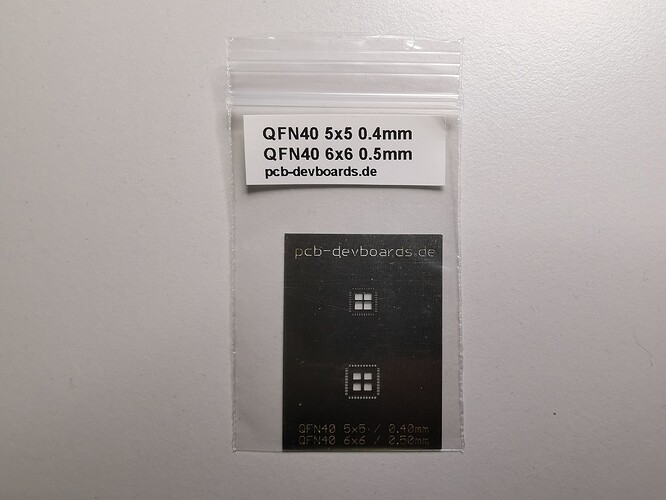 QFN40 5x5 0.4mm
QFN40 6x6 0.5mm
pcb-devboards.de
pcb-devboards.de
QFN40 5x5 / 0.40mm
QFN40 6x6 / 0.50mm